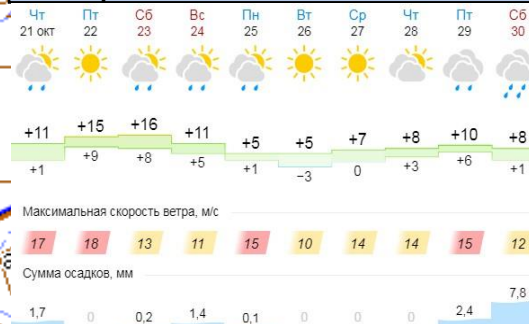 Чт Пт Сб Вс Пн Вт Ср Чт Пт Сб
21 окт 22 23 24 25 26 27 28 29 30
+11 +15 +16 +11 +5 +5 +7 +8 +10 +8
+1 +9 +8 +5 +1 −3 0 +3 +6 +1
Максимальная скорость ветра, м/с
17 18 13 11 15 10 14 14 15 12
Сумма осадков, мм
1,7 0 0,2 1,4 0,1 0 0 0 2,4 7,8